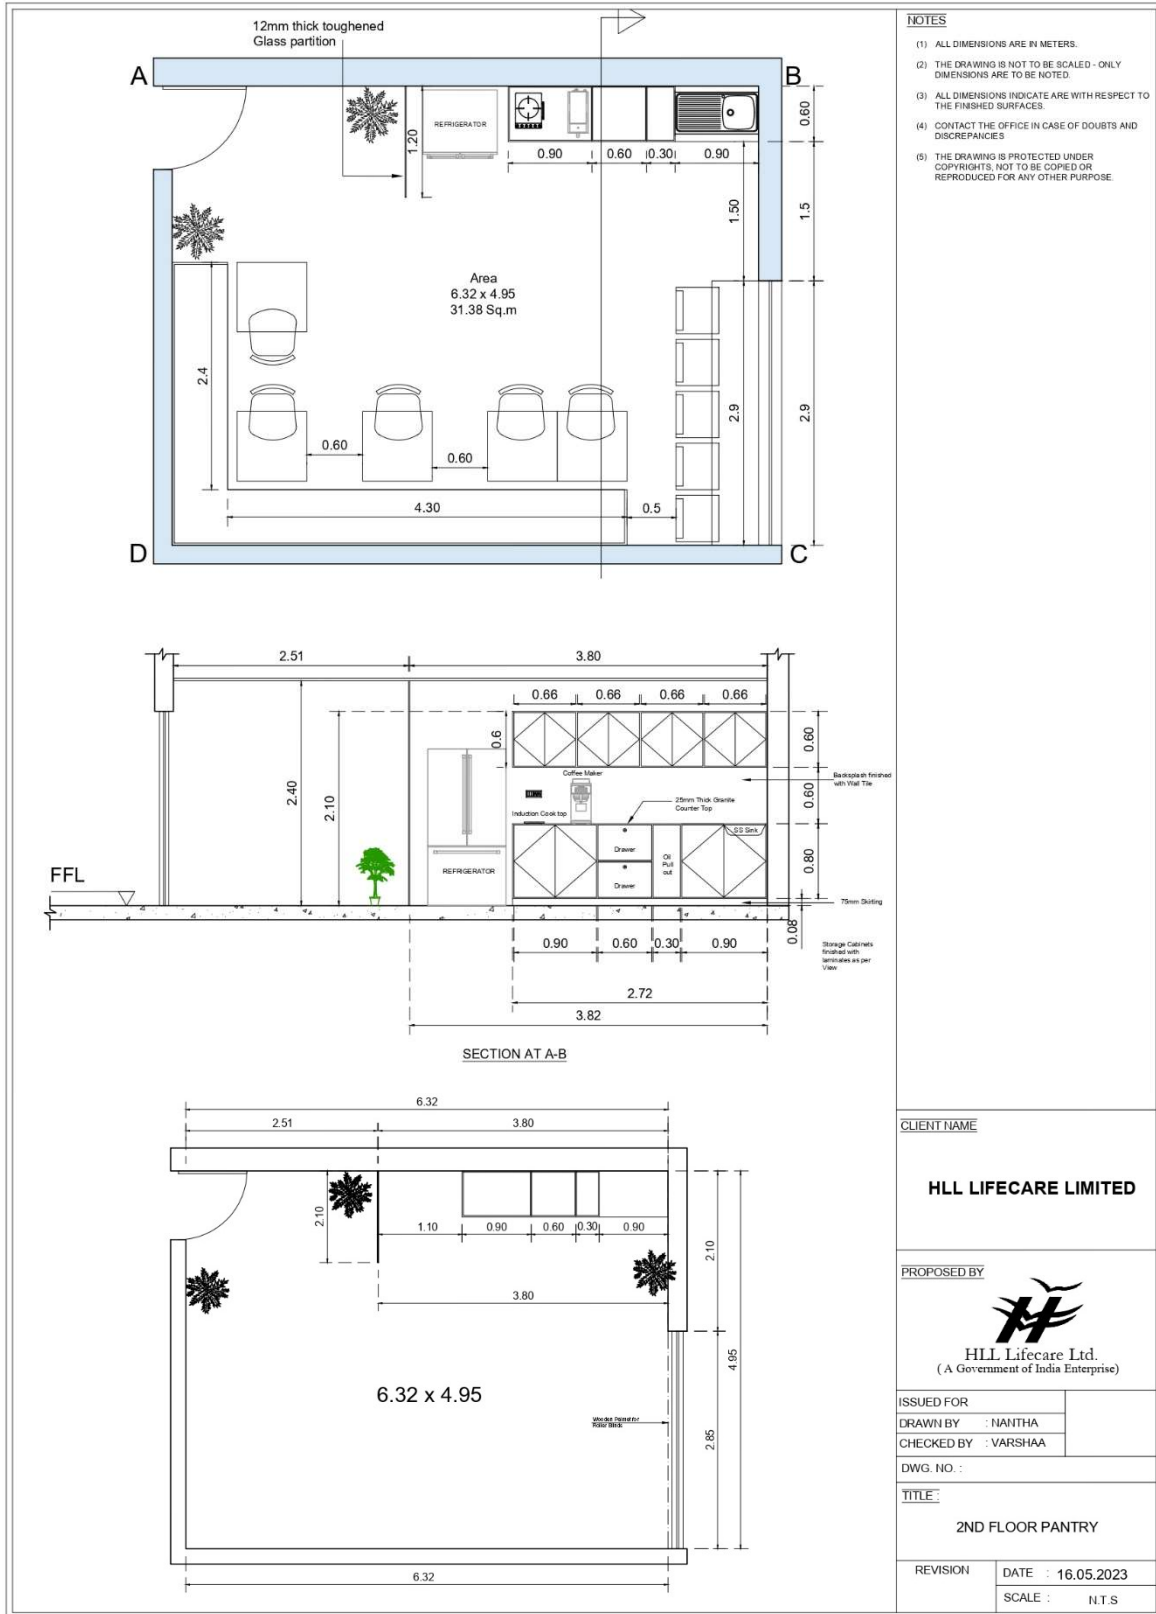 12mm thick toughened
Glass partition
A
B
REFRIGERATOR
1.20
0.90
0.60
0.30
0.90
0.60
1.50
1.5
Area
6.32 x 4.95
31.38 Sq.m
2.4
0.60
0.60
2.9
2.9
4.30
0.5
D
C
2.51
3.80
0.66
0.66
0.66
0.66
0.6
0.60
Coffee Maker
Backsplash finished
with Wall Tile
2.40
2.10
0.60
25mm Thick Granite
Counter Top
Induction Cook top
SS Sink
Drawer
Oil
Pull
out
0.80
REFRIGERATOR
Drawer
FFL
75mm Skirting
0.08
0.90
0.60
0.30
0.90
Storage Cabinets
finished with
laminates as per
View
2.72
3.82
SECTION AT A-B
6.32
2.51
3.80
2.10
1.10
0.90
0.60
0.30
0.90
2.10
3.80
4.95
6.32 x 4.95
2.85
6.32
NOTES
(1) ALL DIMENSIONS ARE IN METERS.
(2) THE DRAWING IS NOT TO BE SCALED - ONLY
DIMENSIONS ARE TO BE NOTED.
(3) ALL DIMENSIONS INDICATE ARE WITH RESPECT TO
THE FINISHED SURFACES.
(4) CONTACT THE OFFICE IN CASE OF DOUBTS AND
DISCREPANCIES
(5) THE DRAWING IS PROTECTED UNDER
COPYRIGHTS, NOT TO BE COPIED OR
REPRODUCED FOR ANY OTHER PURPOSE.
CLIENT NAME
HLL LIFECARE LIMITED
PROPOSED BY
HLL Lifecare Ltd.
( A Government of India Enterprise)
ISSUED FOR
DRAWN BY : NANTHA
CHECKED BY : VARSHAA
DWG. NO. :
TITLE :
2ND FLOOR PANTRY
REVISION
DATE : 16.05.2023
SCALE : N.T.S